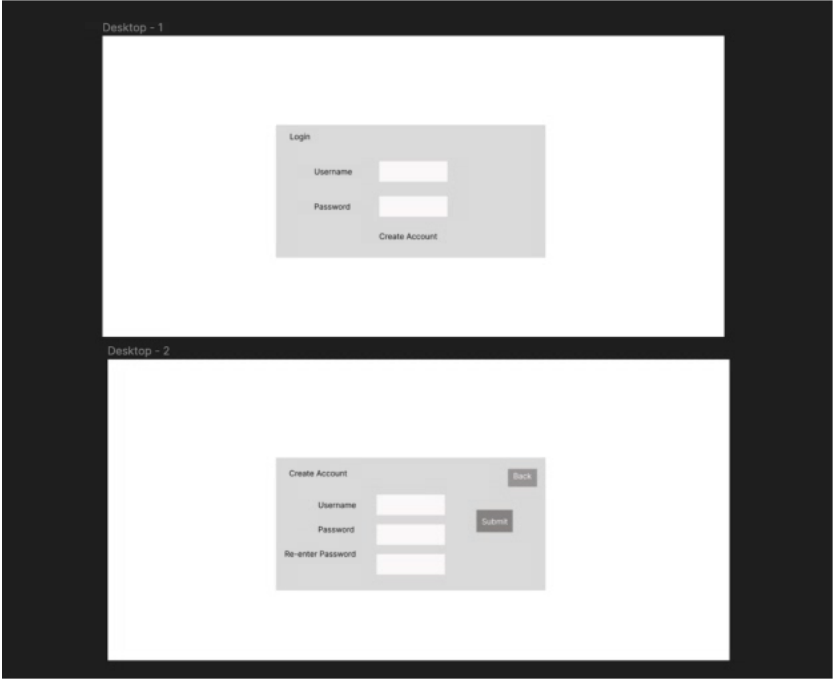 Desktop - 1
Login
Username
Password
Create Account
Desktop - 2
Create Account
Back
Username
Submit
Password
Re-enter Password